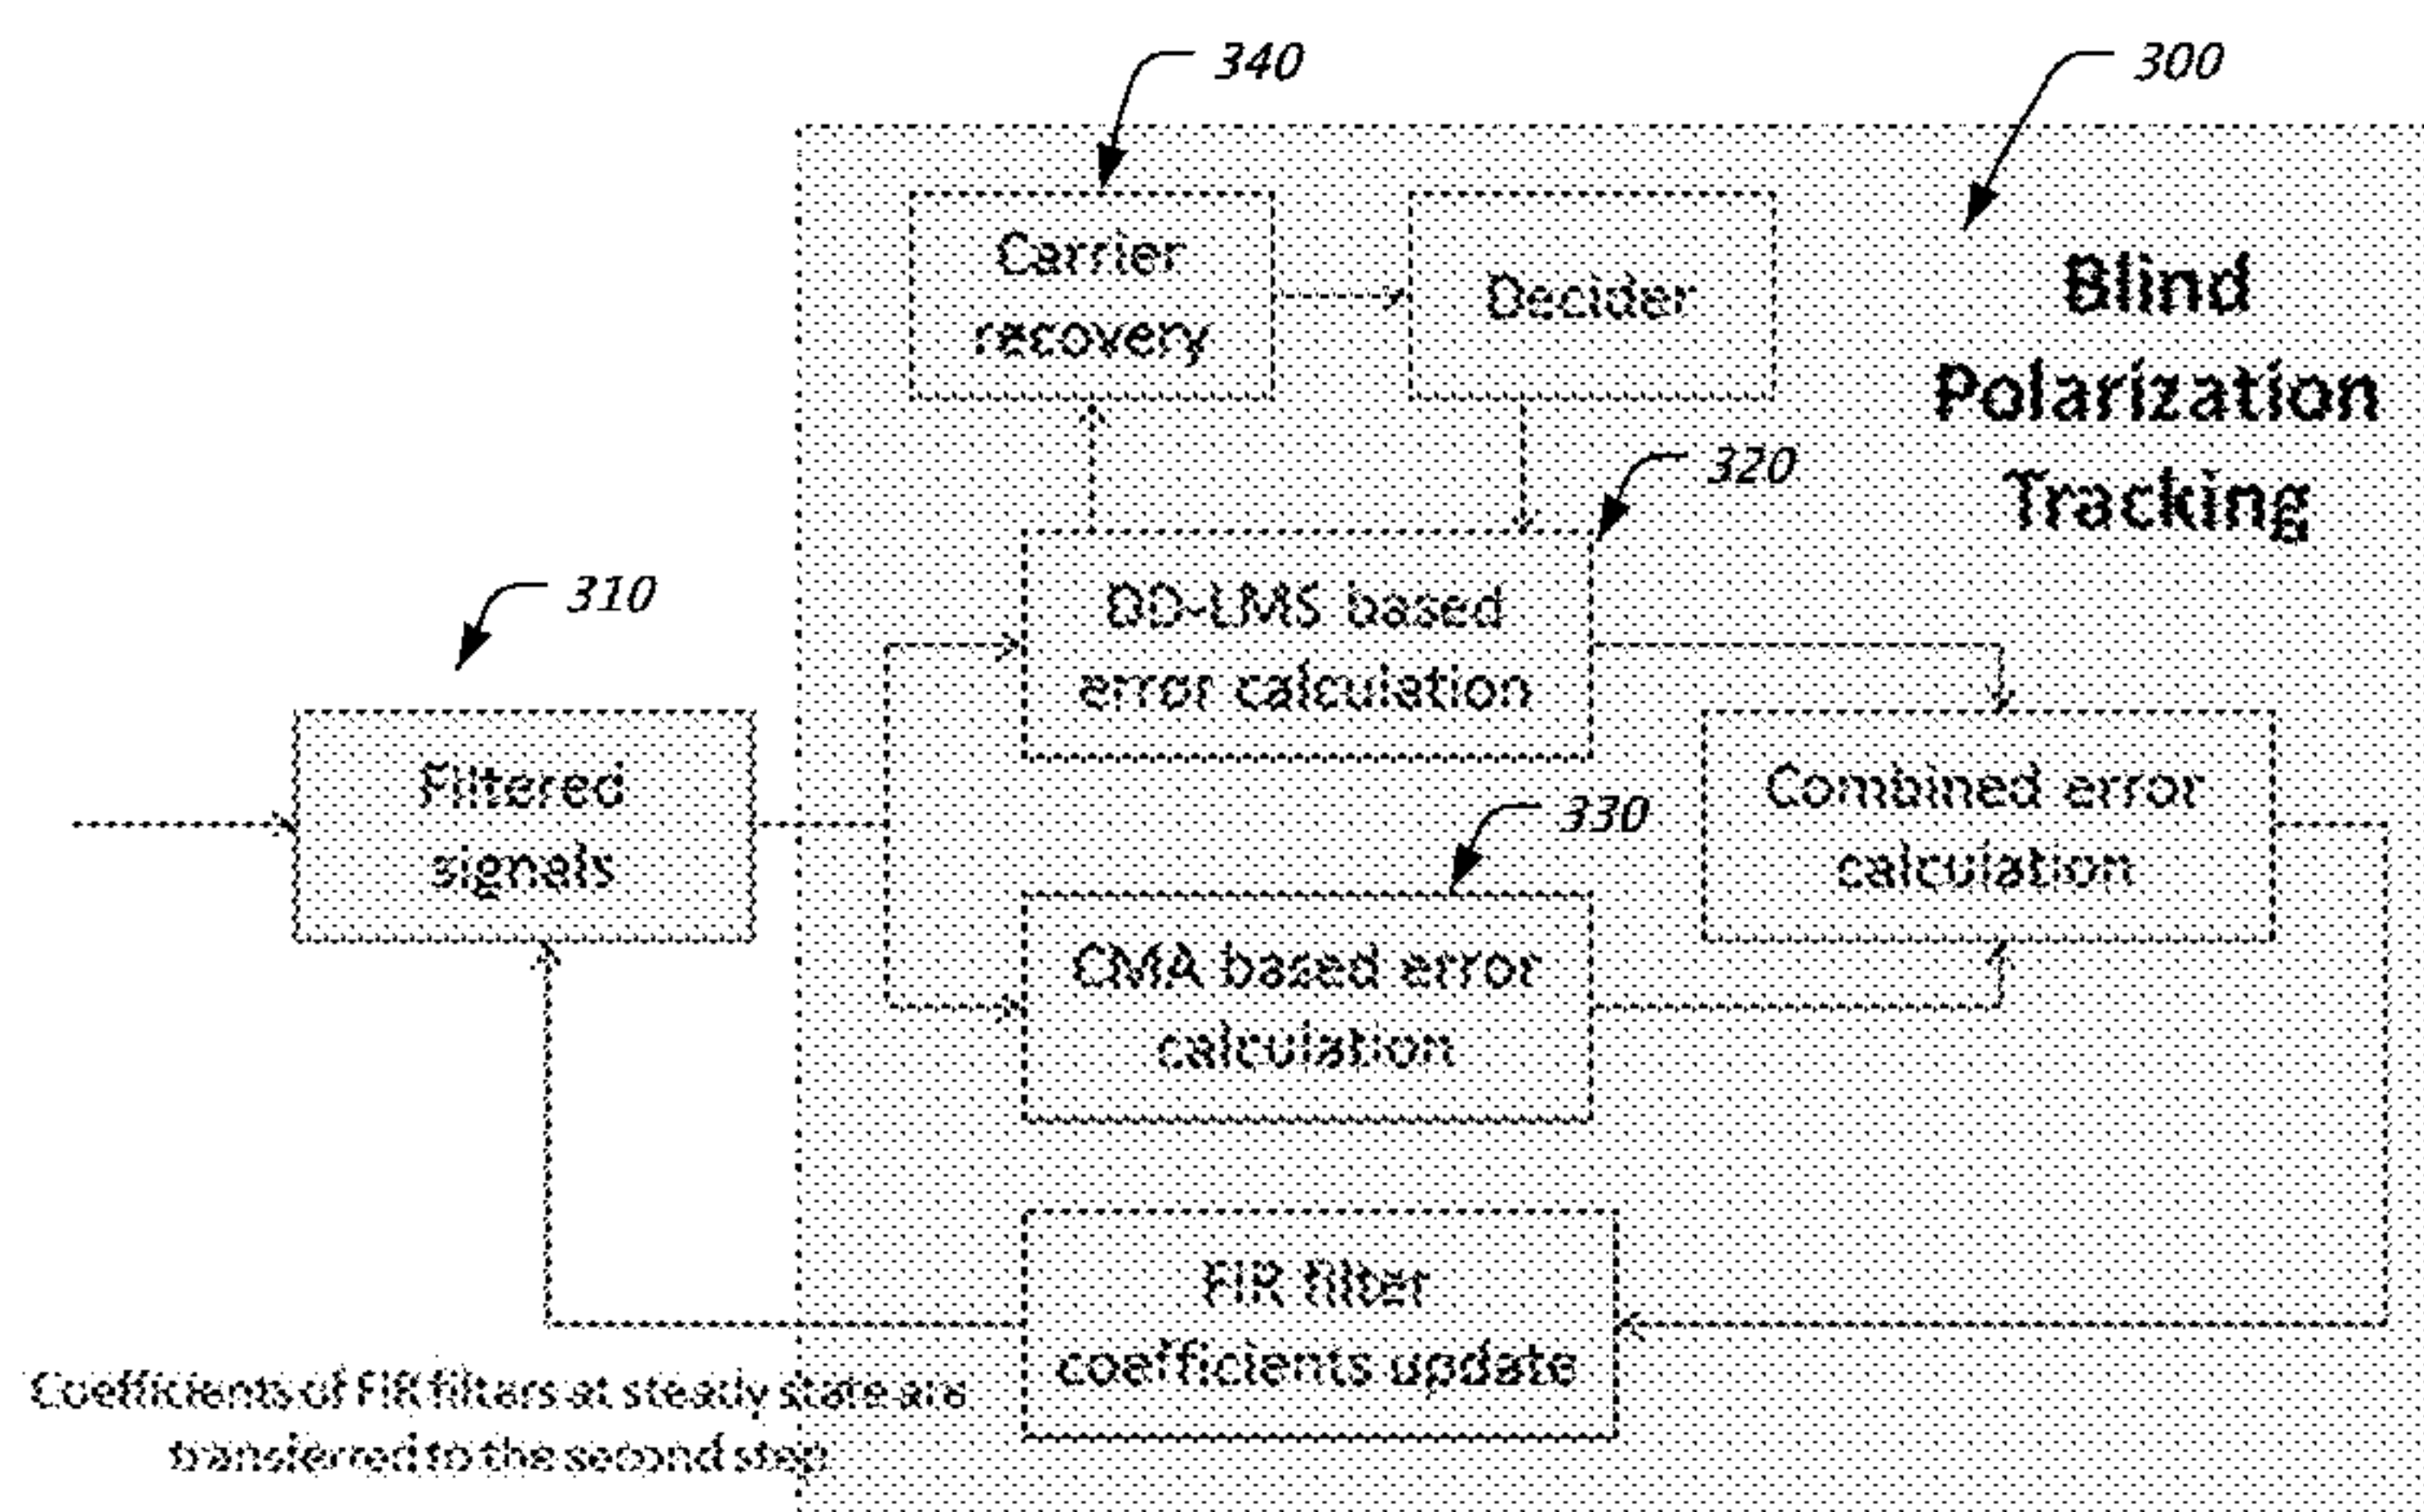 340
300
Carrier
recovery
Decider
Blind
Polarization
Tracking
320
310
DD-LMS based
error calculation
Filtered
signals
330
Combined error
calculation
CMA based error
calculation
FIR filter
coefficients update
Coefficients of FIR filters at steady state are
transferred to the second step